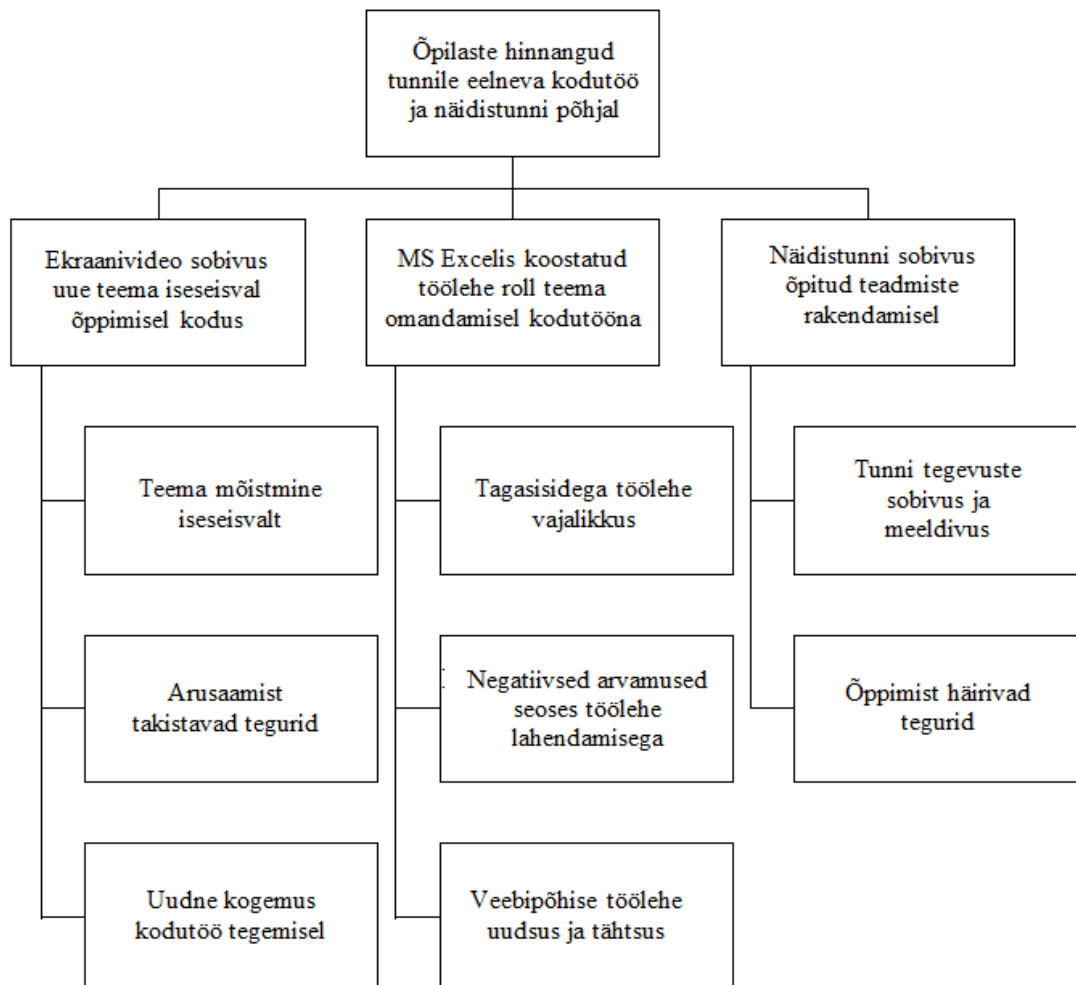 Õpilaste hinnangud
tunnile eelneva kodutöö
ja näidistunni põhjal
Ekraanivideo sobivus
uue teema iseseisval
õppimisel kodus
MS Excelis koostatud
töölehe roll teema
omandamisel kodutööna
Näidistunni sobivus
õpitud teadmiste
rakendamisel
Teema mõistmine
iseseisvalt
Tagasisidega töölehe
vajalikkus
Tunni tegevuste
sobivus ja
meeldivus
Arusaamist
takistavad tegurid
Negatiivsed arvamused
seoses töölehe
lahendamisega
Õppimist häirivad
tegurid
Uudne kogemus
kodutöö tegemisel
Veebipõhise töölehe
uudsus ja tähtsus